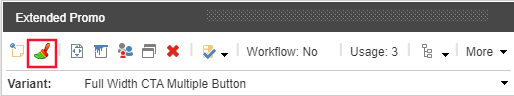 Extended Promo
Workflow: No Usage: 3 More
Variant: Full Width CTA Multiple Button